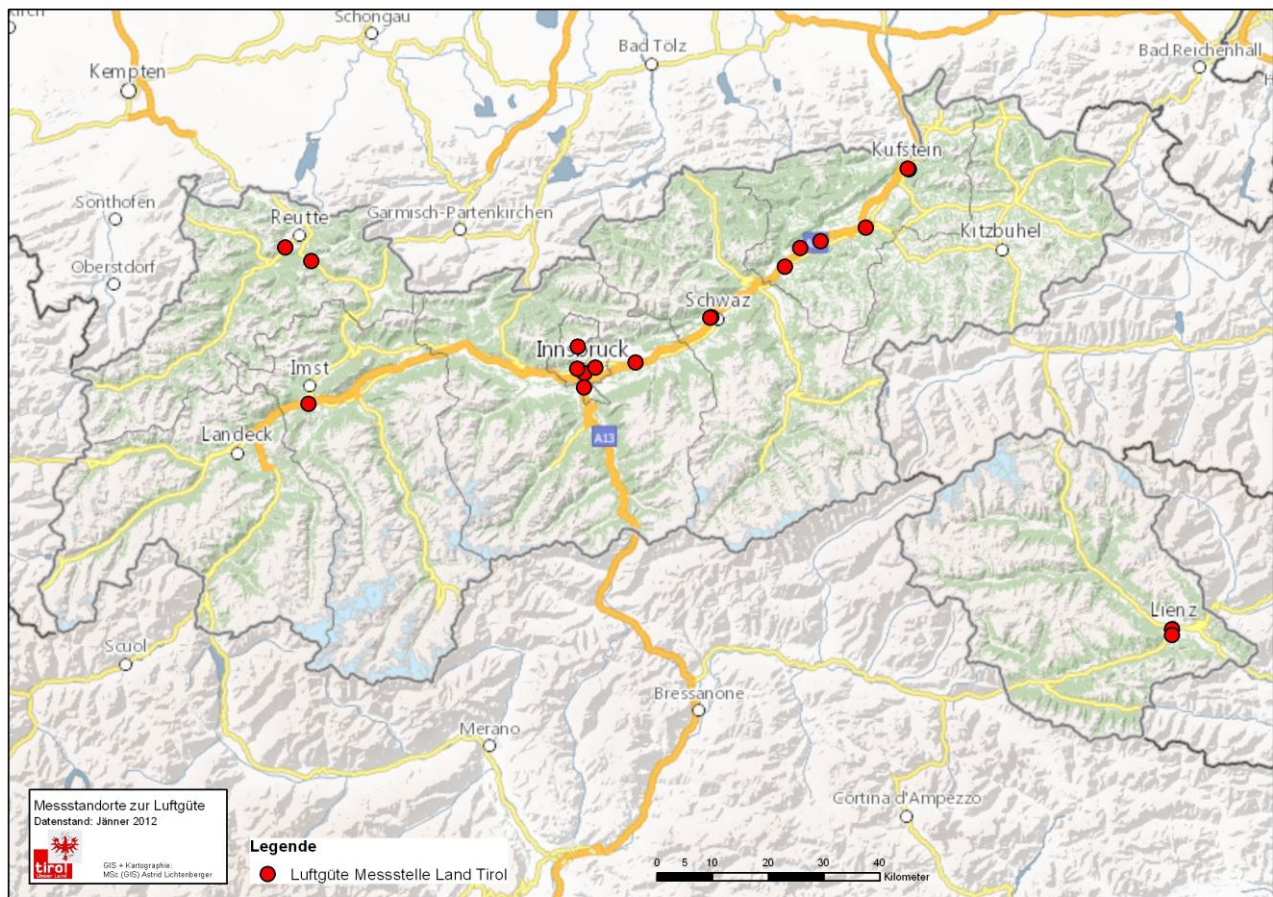 Schongau
Bad Tölz
Bad Reichenhall
Kempten
Kufstein
Sonthofen
Reutte
Garmisch-Partenkirchen
Kitzbühel
Oberstdorf
Schwaz
Innsbruck
Imst
Landeck
A13
Lienz
Scuol
Bressanone
Merano
Cortina d'Ampezzo
Messstandorte zur Luftgüte
Datenstand: Jänner 2012
tirol
Unser Land
GIS + Kartographie:
MSc (GIS) Astrid Lichtenberger
Legende
Luftgüte Messstelle Land Tirol
0 5 10 20 30 40
Kilometer